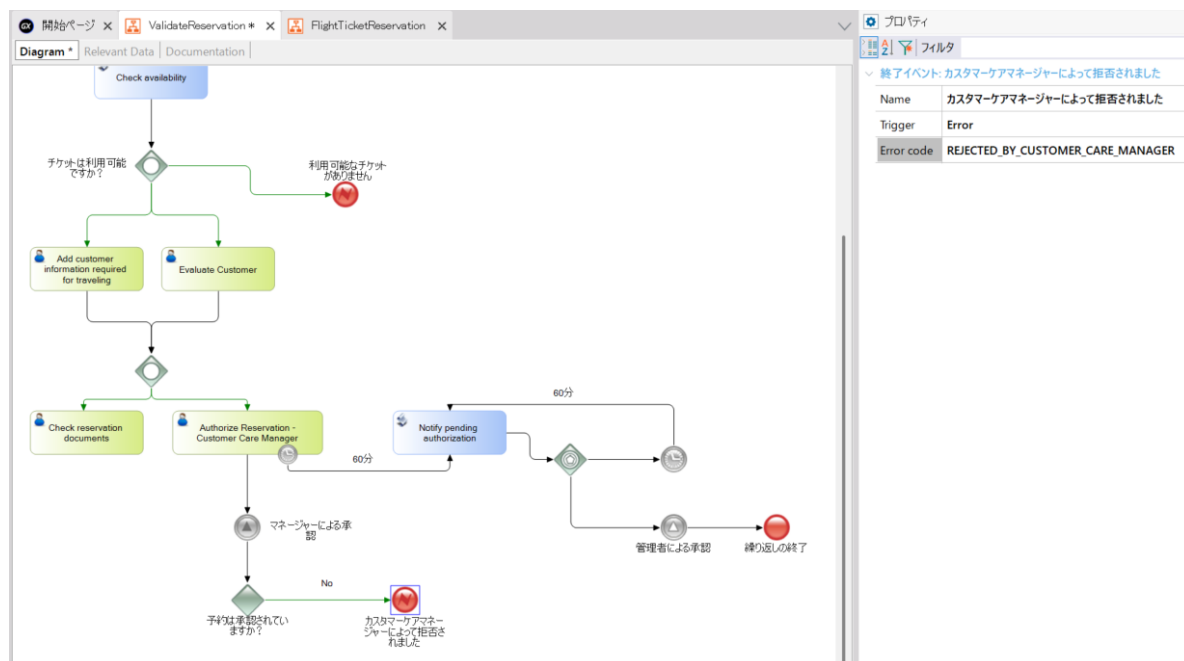 開始ページ
ValidateReservation *
FlightTicketReservation
Diagram *
Relevant Data
Documentation
Check availability
チケットは利用可能
ですか？
利用可能なチケット
がありません
Add customer
information required
for traveling
Evaluate Customer
Check reservation
documents
Authorize Reservation -
Customer Care Manager
60分
Notify pending
authorization
60分
マネージャーによる承
認
管理者による承認
繰り返しの終了
No
予約は承認されてい
ますか？
カスタマーケアマネー
ジャーによって拒否さ
れました
プロパティ
フィルタ
終了イベント: カスタマーケアマネージャーによって拒否されました
Name
カスタマーケアマネージャーによって拒否されました
Trigger
Error
Error code
REJECTED_BY_CUSTOMER_CARE_MANAGER